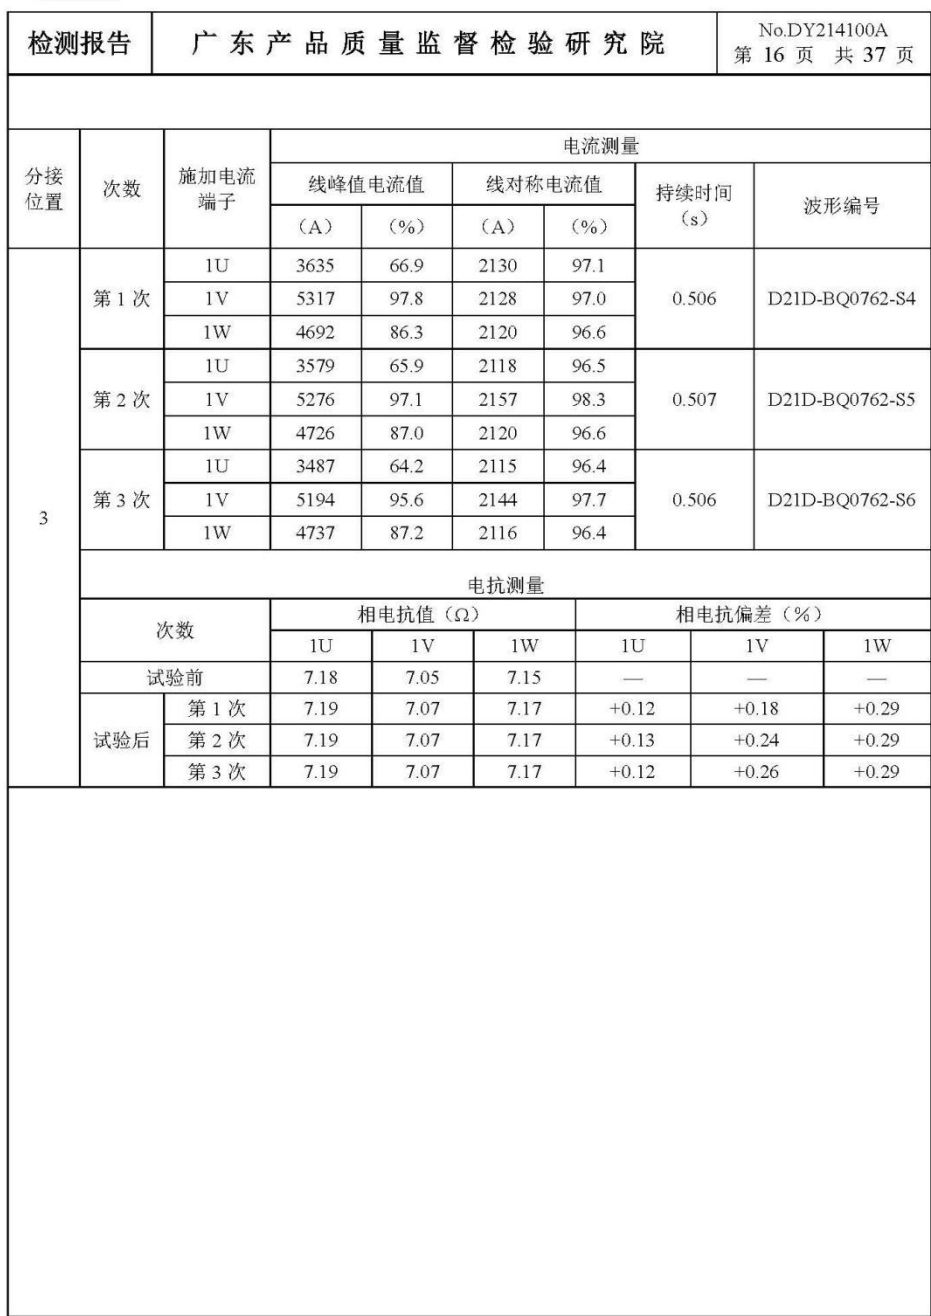 检测报告 广东产品质量监督检验研究院 No.DY214100A
第 16 页 共 37 页
分接位置 次数 施加电流端子 电流测量
线峰值电流值 线对称电流值 持续时间（s） 波形编号
（A） （%） （A） （%）
3
第 1 次 1U 3635 66.9 2130 97.1 0.506 D21D-BQ0762-S4
1V 5317 97.8 2128 97.0
1W 4692 86.3 2120 96.6
第 2 次 1U 3579 65.9 2118 96.5 0.507 D21D-BQ0762-S5
1V 5276 97.1 2157 98.3
1W 4726 87.0 2120 96.6
第 3 次 1U 3487 64.2 2115 96.4 0.506 D21D-BQ0762-S6
1V 5194 95.6 2144 97.7
1W 4737 87.2 2116 96.4
电抗测量
次数 相电抗值（Ω） 相电抗偏差（%）
1U 1V 1W 1U 1V 1W
试验前 7.18 7.05 7.15 — — —
试验后 第 1 次 7.19 7.07 7.17 +0.12 +0.18 +0.29
第 2 次 7.19 7.07 7.17 +0.13 +0.24 +0.29
第 3 次 7.19 7.07 7.17 +0.12 +0.26 +0.29